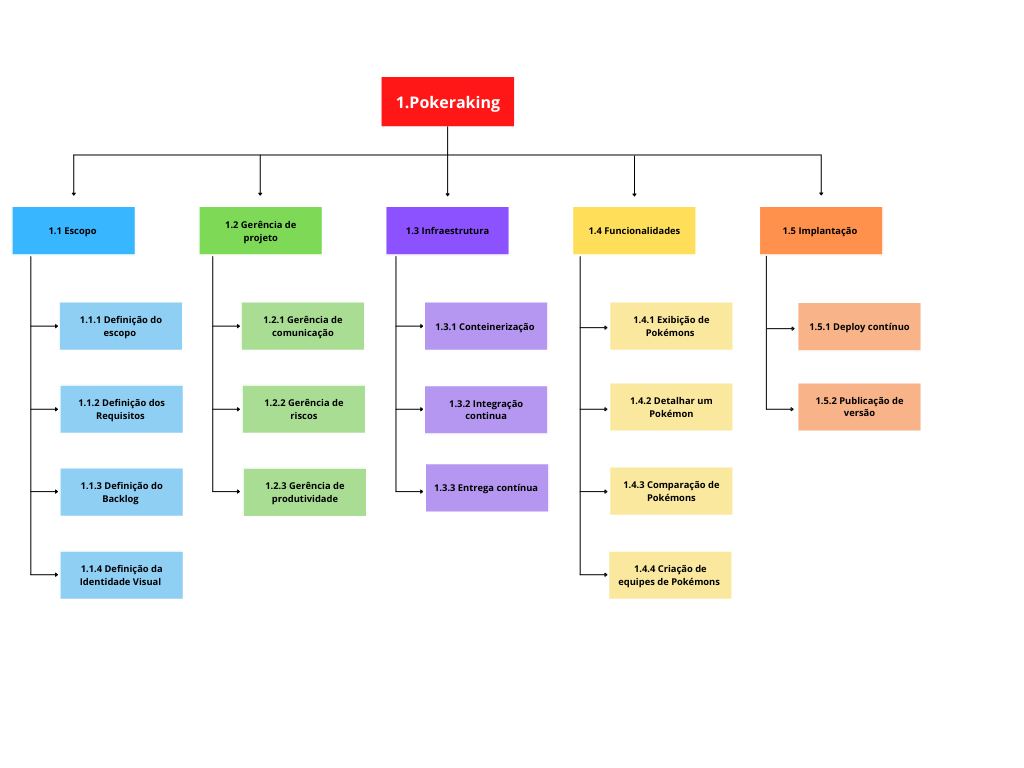 1.Pokeraking
1.1 Escopo
1.2 Gerência de
projeto
1.3 Infraestrutura
1.4 Funcionalidades
1.5 Implantação
1.1.1 Definição do
escopo
1.1.2 Definição dos
Requisitos
1.1.3 Definição do
Backlog
1.1.4 Definição da
Identidade Visual
1.2.1 Gerência de
comunicação
1.2.2 Gerência de
riscos
1.2.3 Gerência de
produtividade
1.3.1 Conteinerização
1.3.2 Integração
continua
1.3.3 Entrega contínua
1.4.1 Exibição de
Pokémons
1.4.2 Detalhar um
Pokémon
1.4.3 Comparação de
Pokémons
1.4.4 Criação de
equipes de Pokémons
1.5.1 Deploy contínuo
1.5.2 Publicação de
versão